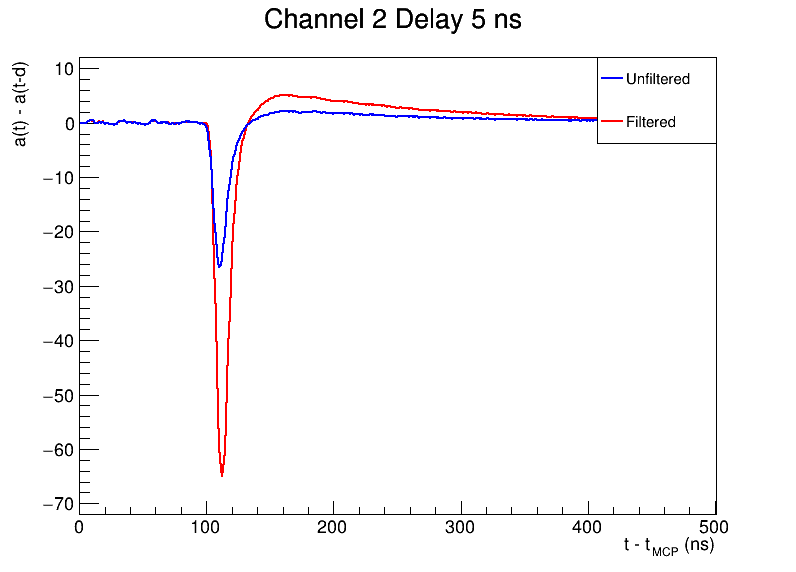 Channel 2 Delay 5 ns
a(t) - a(t-d)
10
0
−10
−20
−30
−40
−50
−60
−70
Unfiltered
Filtered
0 100 200 300 400 500
t - t_MCP (ns)